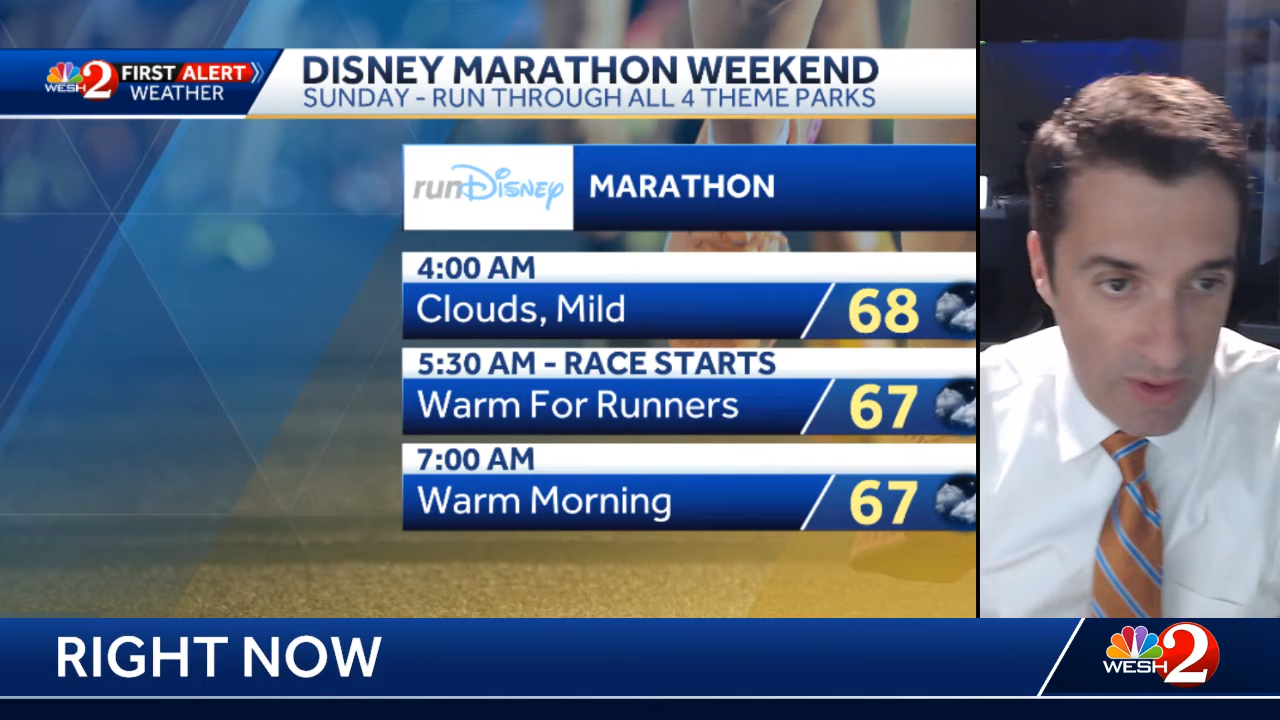 WESH 2 FIRST ALERT
WEATHER
DISNEY MARATHON WEEKEND
SUNDAY - RUN THROUGH ALL 4 THEME PARKS
runDisney
MARATHON
4:00 AM
Clouds, Mild 68
5:30 AM - RACE STARTS
Warm For Runners 67
7:00 AM
Warm Morning 67
RIGHT NOW
WESH 2